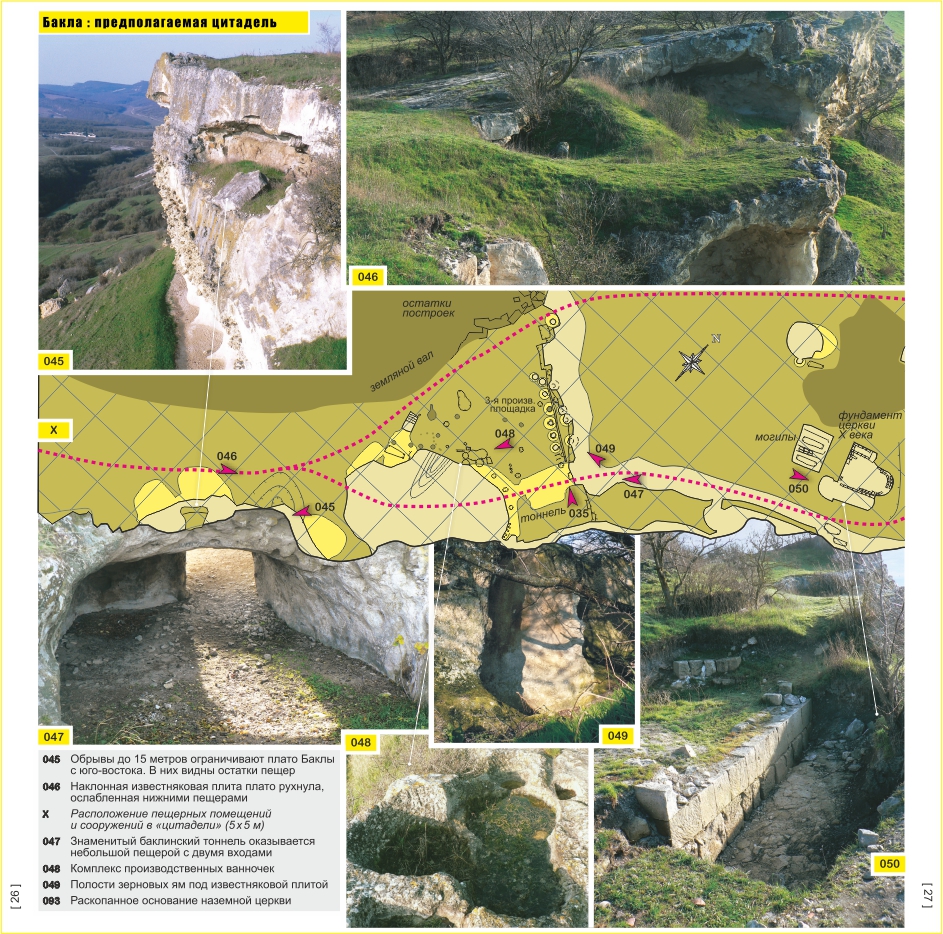 Бакла : предполагаемая цитадель
045
046
X
остатки
построек
земляной вал
3-я произв.
площадка
048
N
могилы
фундамент
церкви
X века
046
045
049
047
050
тоннель
035
047
048
049
050
045 Обрывы до 15 метров ограничивают плато Баклы
с юго-востока. В них видны остатки пещер
046 Наклонная известняковая плита плато рухнула,
ослабленная нижними пещерами
X Расположение пещерных помещений
и сооружений в «цитадели» (5х5 м)
047 Знаменитый баклинский тоннель оказывается
небольшой пещерой с двумя входами
048 Комплекс производственных ванночек
049 Полости зерновых ям под известняковой плитой
093 Раскопанное основание наземной церкви
[ 26 ]
[ 27 ]